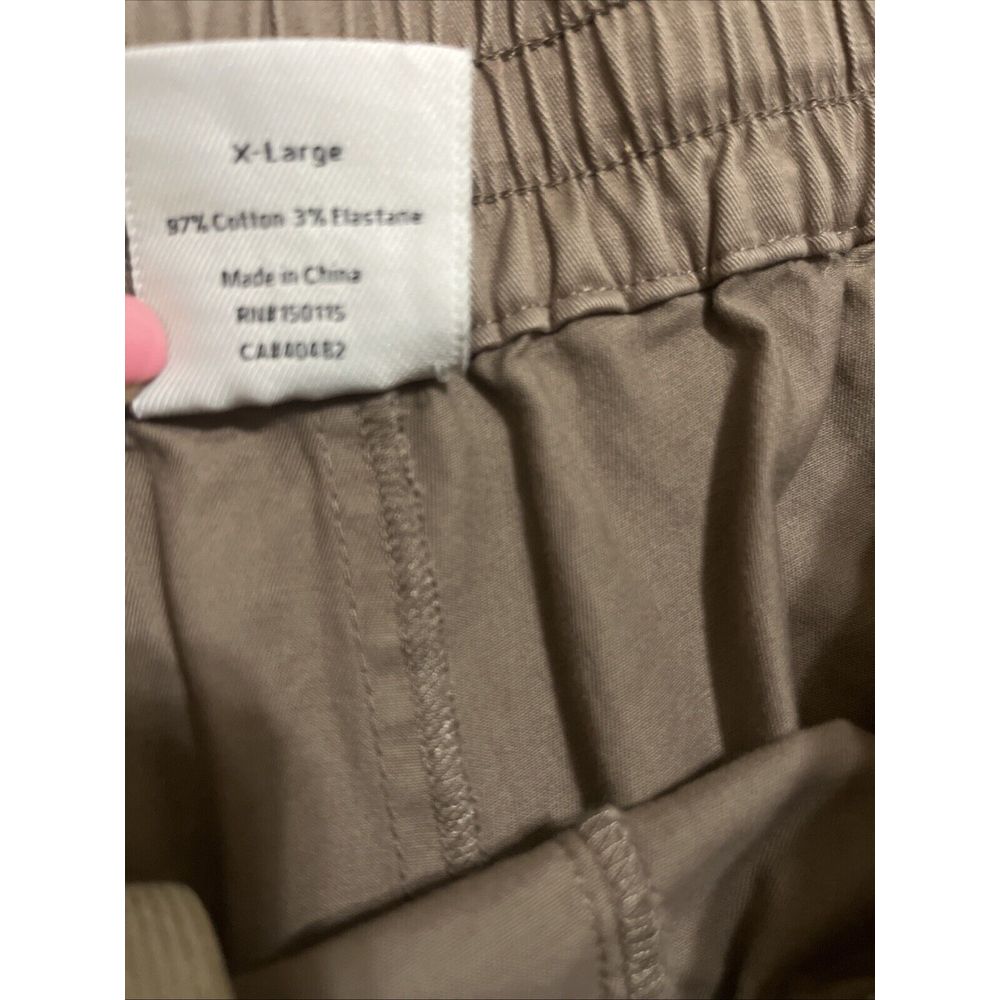 X-Large
97% Cotton 3% Elastane
Made in China
RN#150115
CA#40482